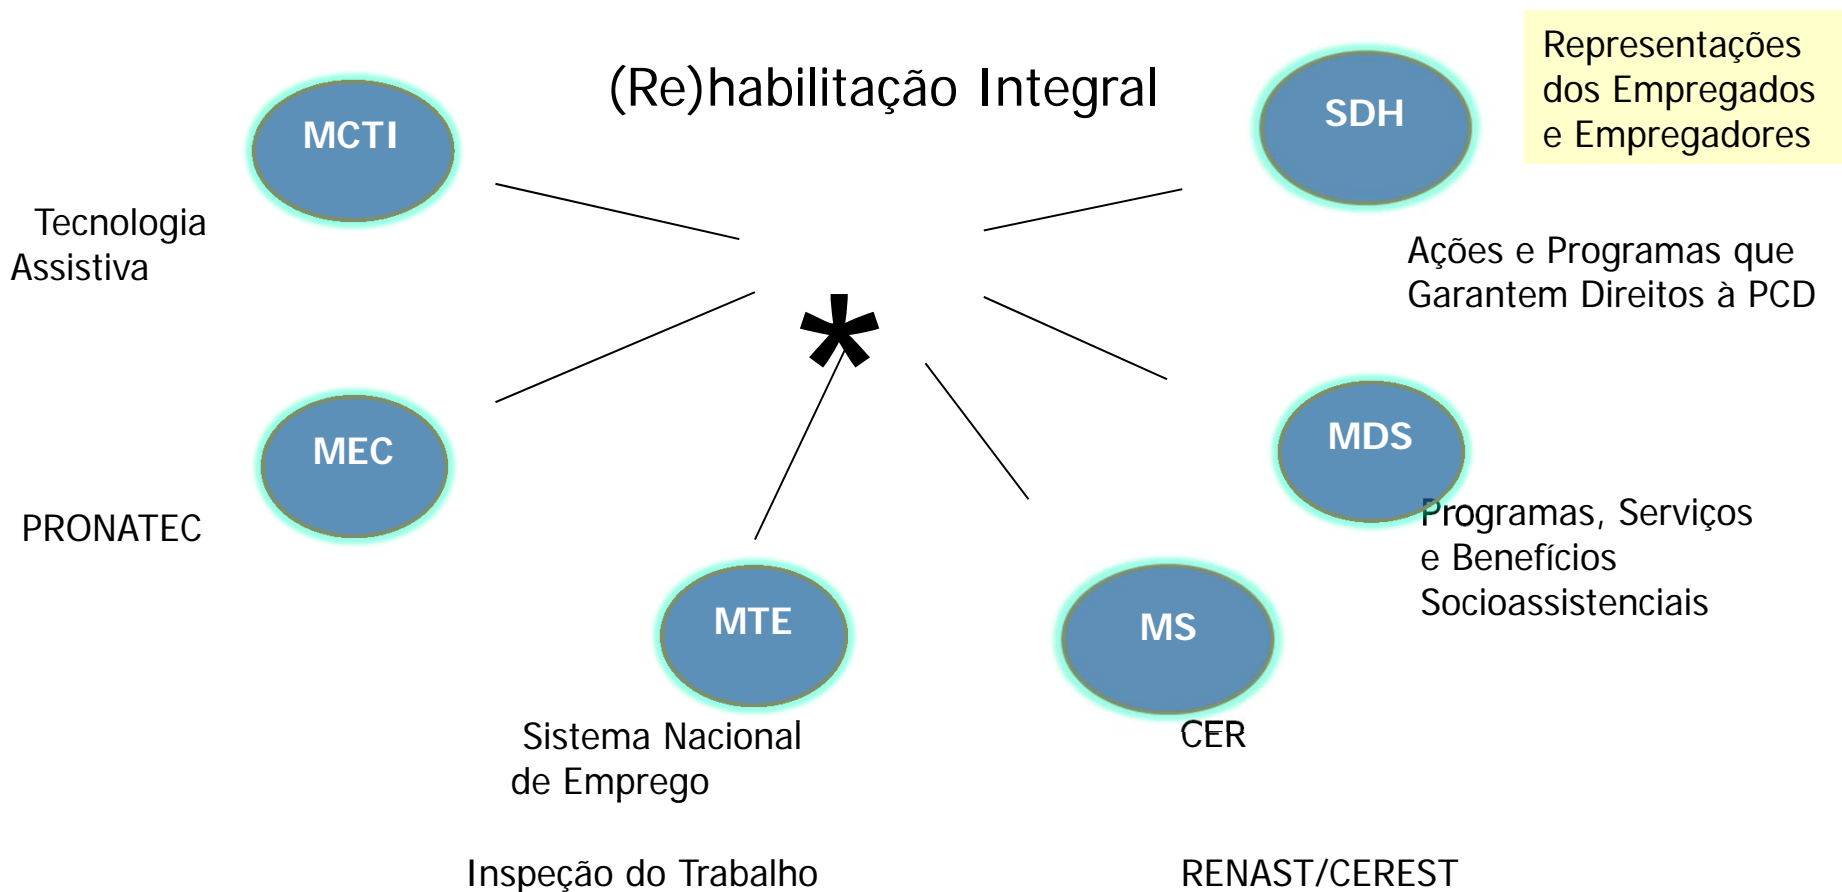 (Re)habilitação Integral
MCTI
Tecnologia
Assistiva
SDH
Representações
dos Empregados
e Empregadores
Ações e Programas que
Garantem Direitos à PCD
*
MEC
PRONATEC
MDS
Programas, Serviços
e Benefícios
Socioassistenciais
MTE
Sistema Nacional
de Emprego
Inspeção do Trabalho
MS
CER
RENAST/CEREST